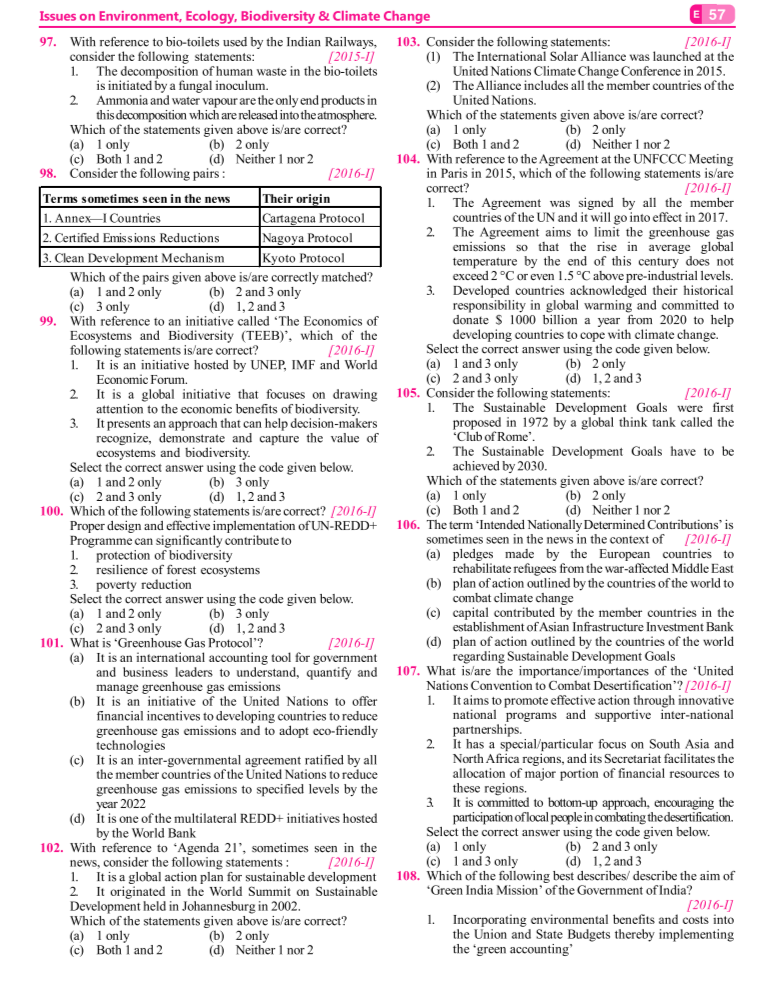 Issues on Environment, Ecology, Biodiversity & Climate Change
E 57
97. With reference to bio-toilets used by the Indian Railways,
consider the following statements: [2015-I]
1. The decomposition of human waste in the bio-toilets
is initiated by a fungal inoculum.
2. Ammonia and water vapour are the only end products in
this decomposition which are released into the atmosphere.
Which of the statements given above is/are correct?
(a) 1 only (b) 2 only
(c) Both 1 and 2 (d) Neither 1 nor 2
98. Consider the following pairs : [2016-I]
Terms sometimes seen in the news Their origin
1. Annex—I Countries Cartagena Protocol
2. Certified Emissions Reductions Nagoya Protocol
3. Clean Development Mechanism Kyoto Protocol
Which of the pairs given above is/are correctly matched?
(a) 1 and 2 only (b) 2 and 3 only
(c) 3 only (d) 1, 2 and 3
99. With reference to an initiative called ‘The Economics of
Ecosystems and Biodiversity (TEEB)’, which of the
following statements is/are correct? [2016-I]
1. It is an initiative hosted by UNEP, IMF and World
Economic Forum.
2. It is a global initiative that focuses on drawing
attention to the economic benefits of biodiversity.
3. It presents an approach that can help decision-makers
recognize, demonstrate and capture the value of
ecosystems and biodiversity.
Select the correct answer using the code given below.
(a) 1 and 2 only (b) 3 only
(c) 2 and 3 only (d) 1, 2 and 3
100. Which of the following statements is/are correct? [2016-I]
Proper design and effective implementation of UN-REDD+
Programme can significantly contribute to
1. protection of biodiversity
2. resilience of forest ecosystems
3. poverty reduction
Select the correct answer using the code given below.
(a) 1 and 2 only (b) 3 only
(c) 2 and 3 only (d) 1, 2 and 3
101. What is ‘Greenhouse Gas Protocol’? [2016-I]
(a) It is an international accounting tool for government
and business leaders to understand, quantify and
manage greenhouse gas emissions
(b) It is an initiative of the United Nations to offer
financial incentives to developing countries to reduce
greenhouse gas emissions and to adopt eco-friendly
technologies
(c) It is an inter-governmental agreement ratified by all
the member countries of the United Nations to reduce
greenhouse gas emissions to specified levels by the
year 2022
(d) It is one of the multilateral REDD+ initiatives hosted
by the World Bank
102. With reference to ‘Agenda 21’, sometimes seen in the
news, consider the following statements : [2016-I]
1. It is a global action plan for sustainable development
2. It originated in the World Summit on Sustainable
Development held in Johannesburg in 2002.
Which of the statements given above is/are correct?
(a) 1 only (b) 2 only
(c) Both 1 and 2 (d) Neither 1 nor 2
103. Consider the following statements: [2016-I]
(1) The International Solar Alliance was launched at the
United Nations Climate Change Conference in 2015.
(2) The Alliance includes all the member countries of the
United Nations.
Which of the statements given above is/are correct?
(a) 1 only (b) 2 only
(c) Both 1 and 2 (d) Neither 1 nor 2
104. With reference to the Agreement at the UNFCCC Meeting
in Paris in 2015, which of the following statements is/are
correct? [2016-I]
1. The Agreement was signed by all the member
countries of the UN and it will go into effect in 2017.
2. The Agreement aims to limit the greenhouse gas
emissions so that the rise in average global
temperature by the end of this century does not
exceed 2 °C or even 1.5 °C above pre-industrial levels.
3. Developed countries acknowledged their historical
responsibility in global warming and committed to
donate $ 1000 billion a year from 2020 to help
developing countries to cope with climate change.
Select the correct answer using the code given below.
(a) 1 and 3 only (b) 2 only
(c) 2 and 3 only (d) 1, 2 and 3
105. Consider the following statements: [2016-I]
1. The Sustainable Development Goals were first
proposed in 1972 by a global think tank called the
‘Club of Rome’.
2. The Sustainable Development Goals have to be
achieved by 2030.
Which of the statements given above is/are correct?
(a) 1 only (b) 2 only
(c) Both 1 and 2 (d) Neither 1 nor 2
106. The term ‘Intended Nationally Determined Contributions’ is
sometimes seen in the news in the context of [2016-I]
(a) pledges made by the European countries to
rehabilitate refugees from the war-affected Middle East
(b) plan of action outlined by the countries of the world to
combat climate change
(c) capital contributed by the member countries in the
establishment of Asian Infrastructure Investment Bank
(d) plan of action outlined by the countries of the world
regarding Sustainable Development Goals
107. What is/are the importance/importances of the ‘United
Nations Convention to Combat Desertification’? [2016-I]
1. It aims to promote effective action through innovative
national programs and supportive inter-national
partnerships.
2. It has a special/particular focus on South Asia and
North Africa regions, and its Secretariat facilitates the
allocation of major portion of financial resources to
these regions.
3. It is committed to bottom-up approach, encouraging the
participation of local people in combating the desertification.
Select the correct answer using the code given below.
(a) 1 only (b) 2 and 3 only
(c) 1 and 3 only (d) 1, 2 and 3
108. Which of the following best describes/ describe the aim of
‘Green India Mission’ of the Government of India?
[2016-I]
1. Incorporating environmental benefits and costs into
the Union and State Budgets thereby implementing
the ‘green accounting’